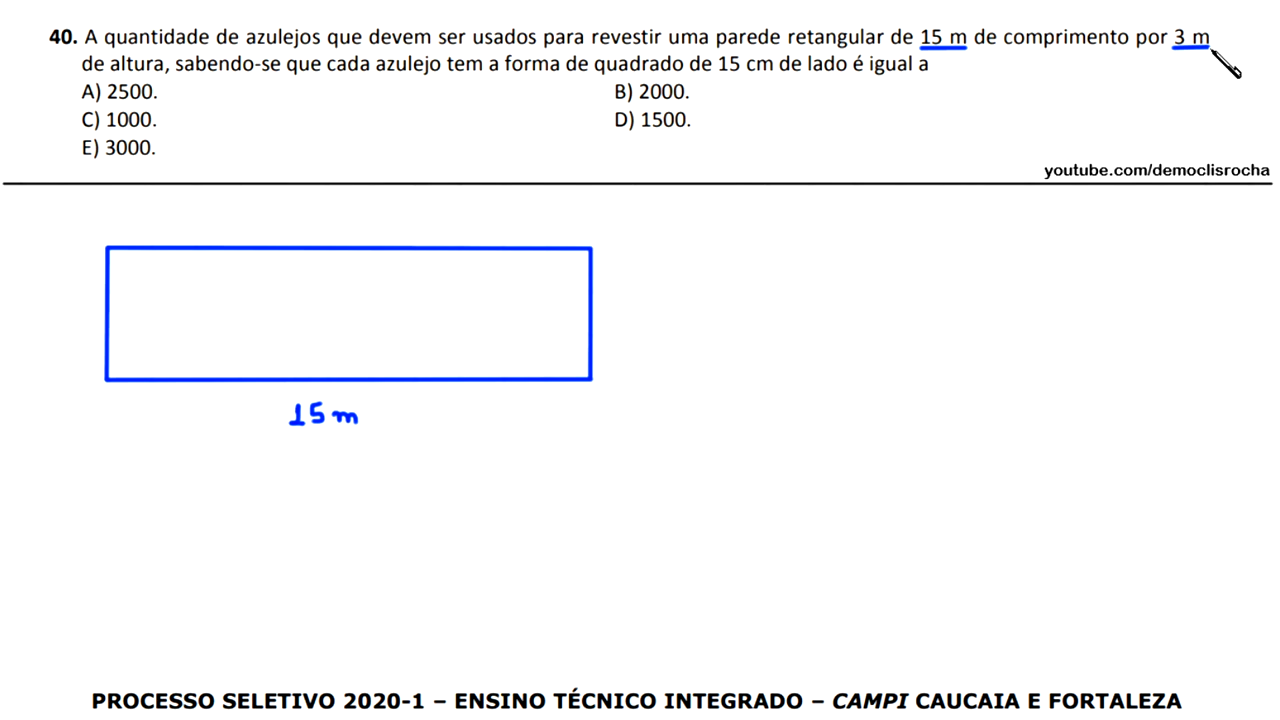 40. A quantidade de azulejos que devem ser usados para revestir uma parede retangular de 15 m de comprimento por 3 m
de altura, sabendo-se que cada azulejo tem a forma de quadrado de 15 cm de lado é igual a
A) 2500. B) 2000.
C) 1000. D) 1500.
E) 3000.
youtube.com/democlisrocha
15 m
PROCESSO SELETIVO 2020-1 – ENSINO TÉCNICO INTEGRADO – CAMPI CAUCAIA E FORTALEZA